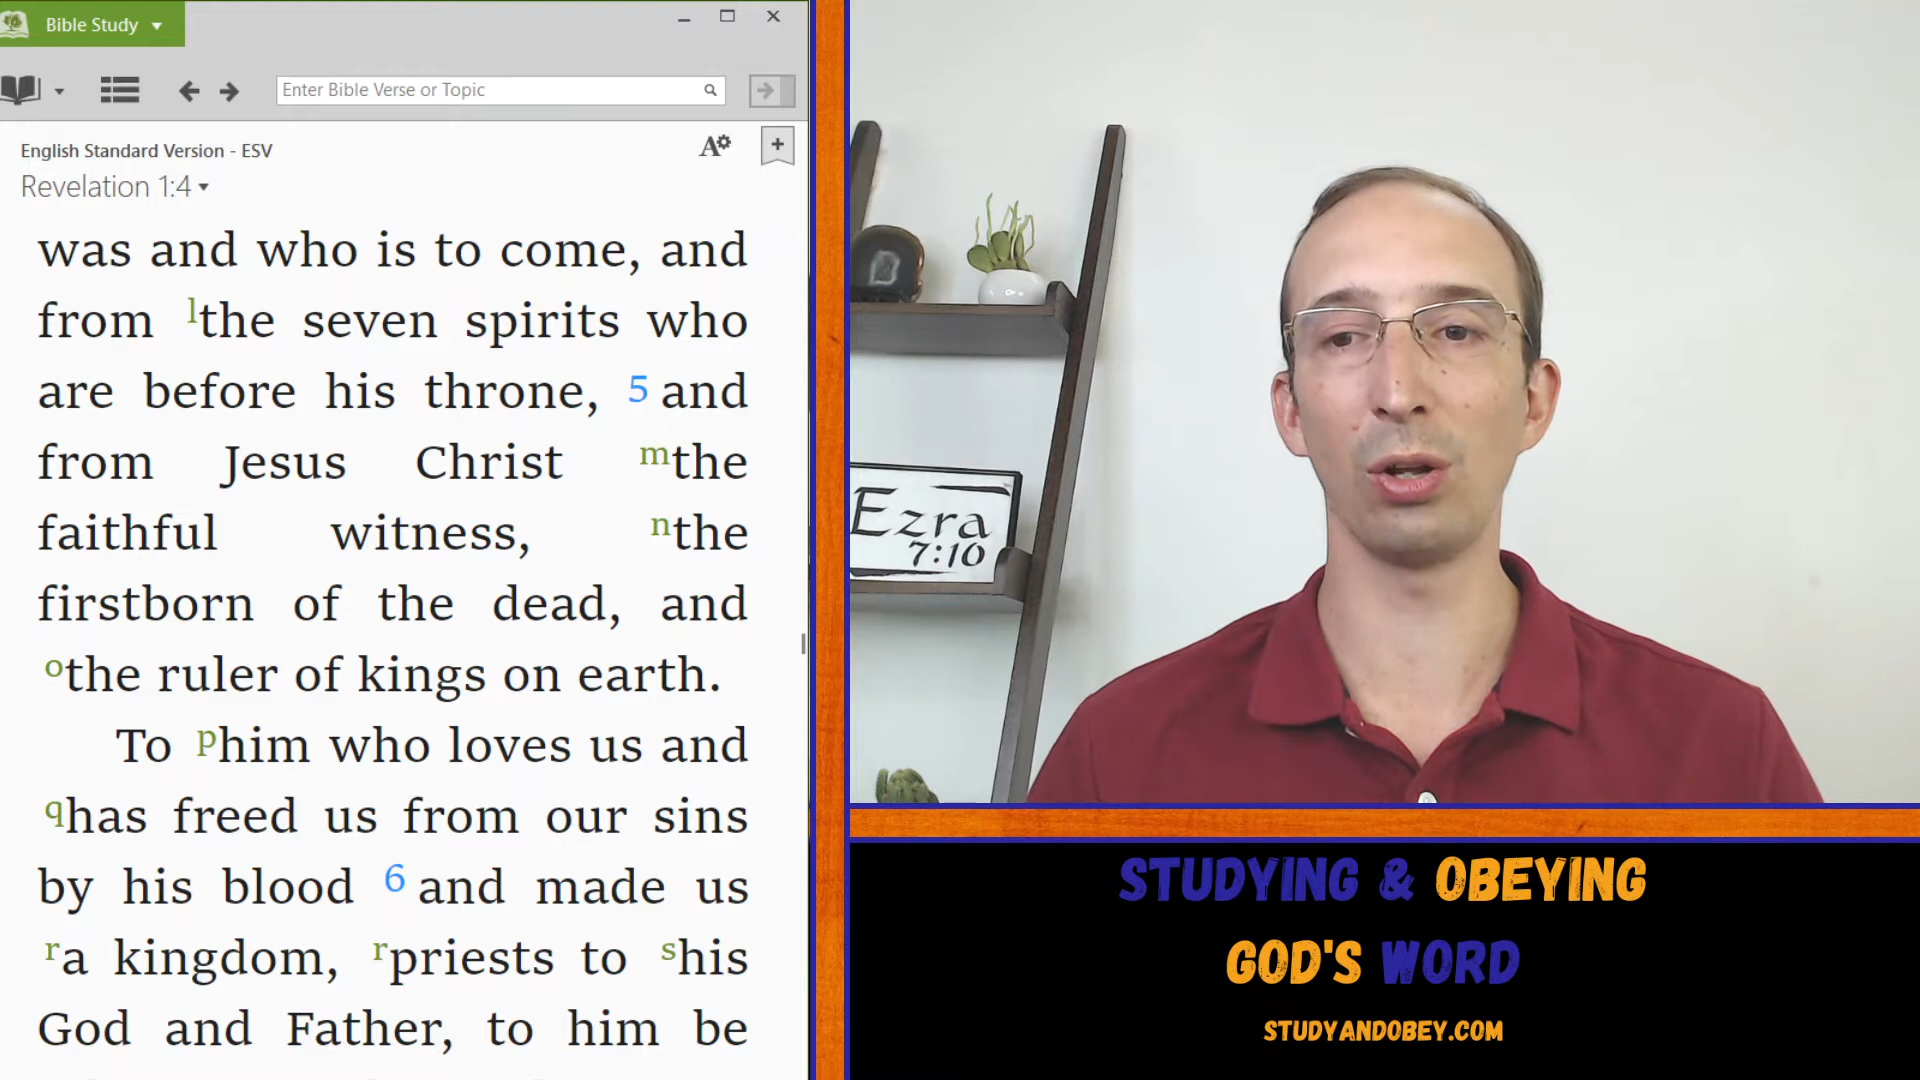 Bible Study
Enter Bible Verse or Topic
English Standard Version - ESV
Revelation 1:4
was and who is to come, and
from lthe seven spirits who
are before his throne, 5 and
from Jesus Christ mthe
faithful witness, nthe
firstborn of the dead, and
othe ruler of kings on earth.
To phim who loves us and
qhas freed us from our sins
by his blood 6 and made us
ra kingdom, rpriests to shis
God and Father, to him be
Ezra
7:10
STUDYING & OBEYING
GOD'S WORD
STUDYANDOBEY.COM